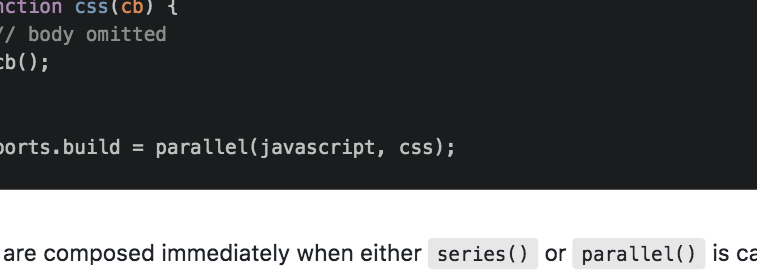 nction css(cb) {
// body omitted
cb();
ports.build = parallel(javascript, css);
are composed immediately when either series() or parallel() is ca